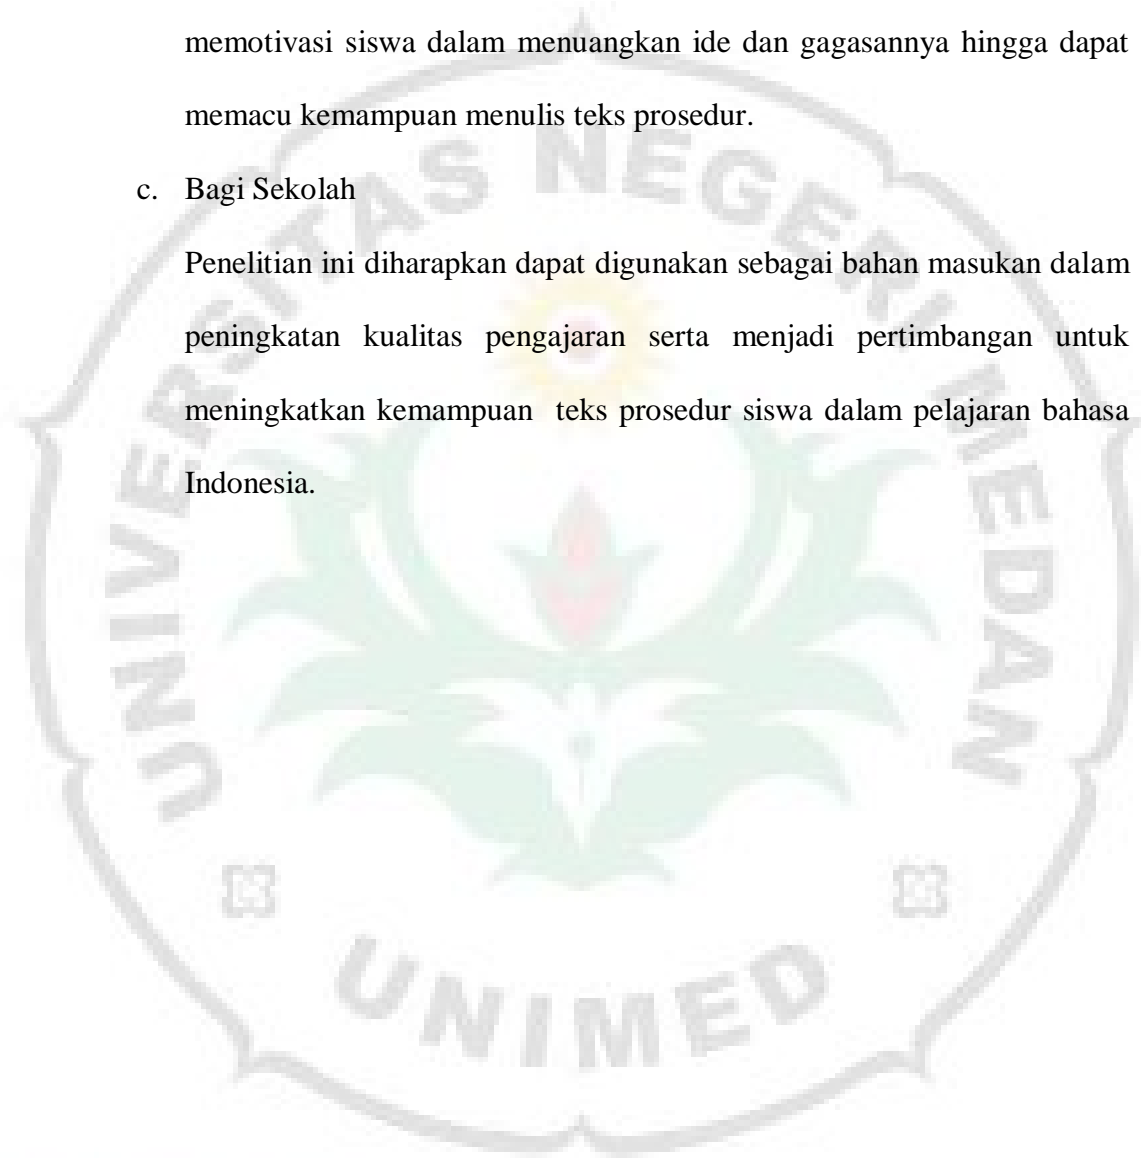 memotivasi siswa dalam menuangkan ide dan gagasannya hingga dapat
memacu kemampuan menulis teks prosedur.
c. Bagi Sekolah
Penelitian ini diharapkan dapat digunakan sebagai bahan masukan dalam
peningkatan kualitas pengajaran serta menjadi pertimbangan untuk
meningkatkan kemampuan teks prosedur siswa dalam pelajaran bahasa
Indonesia.
UNIVERSITAS NEGERI MEDAN
UNIMED